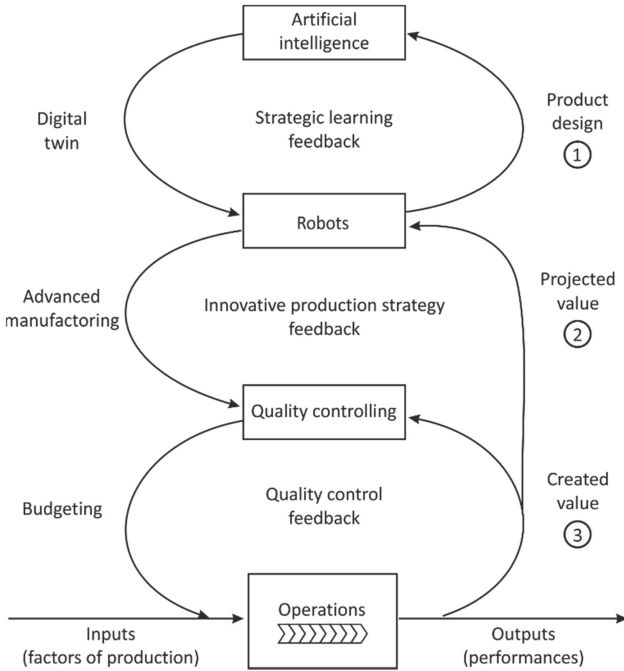 Artificial
intelligence
Digital
twin
Strategic learning
feedback
Product
design
1
Robots
Advanced
manufactoring
Innovative production strategy
feedback
Projected
value
2
Quality controlling
Budgeting
Quality control
feedback
Created
value
3
Operations
Inputs
(factors of production)
Outputs
(performances)